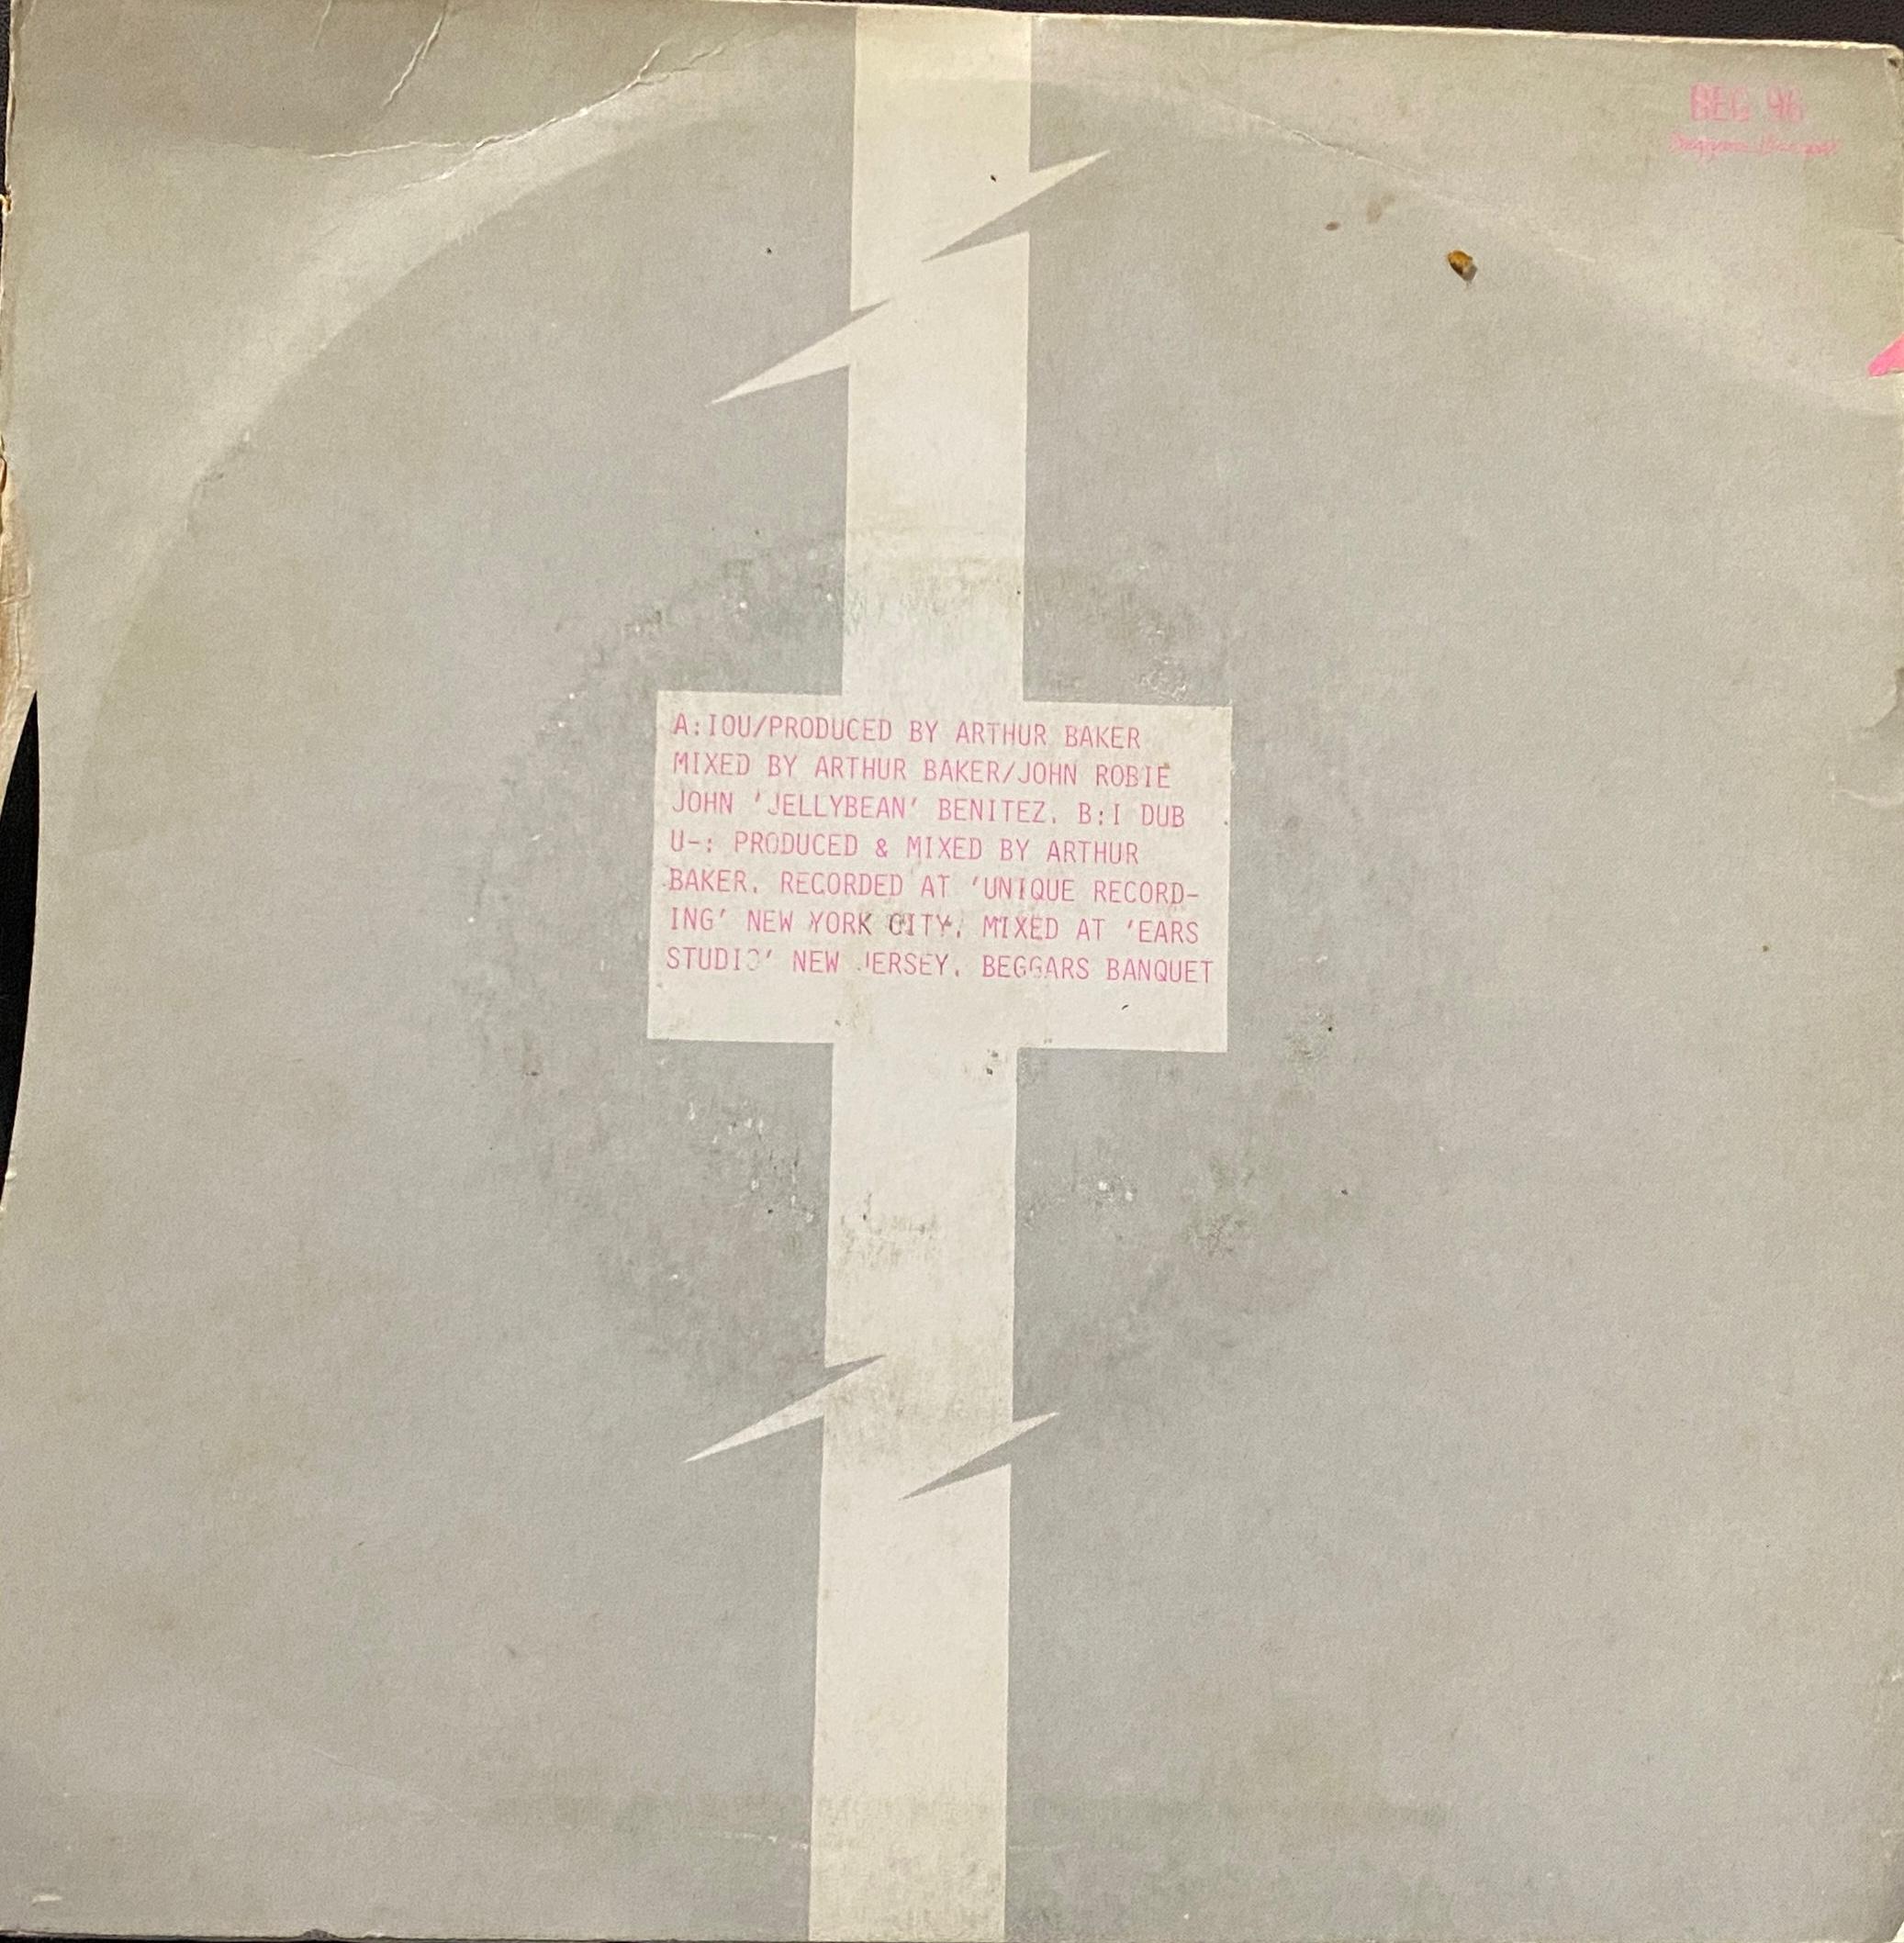 BEG 96
Beggars Banquet
A:IOU/PRODUCED BY ARTHUR BAKER
MIXED BY ARTHUR BAKER/JOHN ROBIE
JOHN 'JELLYBEAN' BENITEZ. B:I DUB
U-: PRODUCED & MIXED BY ARTHUR
BAKER. RECORDED AT 'UNIQUE RECORD-
ING' NEW YORK CITY. MIXED AT 'EARS
STUDIO' NEW JERSEY. BEGGARS BANQUET